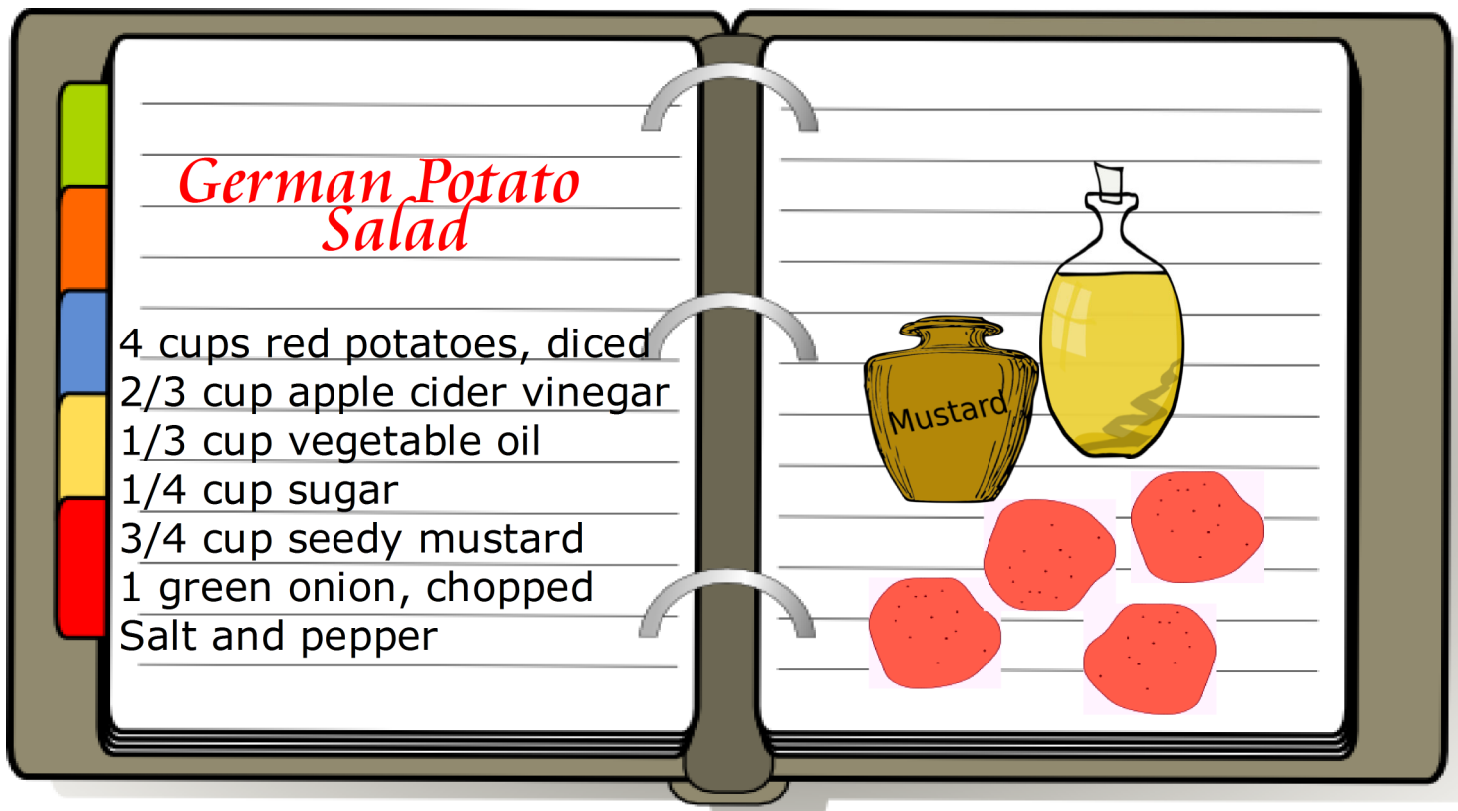 German Potato
Salad
4 cups red potatoes, diced
2/3 cup apple cider vinegar
1/3 cup vegetable oil
1/4 cup sugar
3/4 cup seedy mustard
1 green onion, chopped
Salt and pepper
Mustard